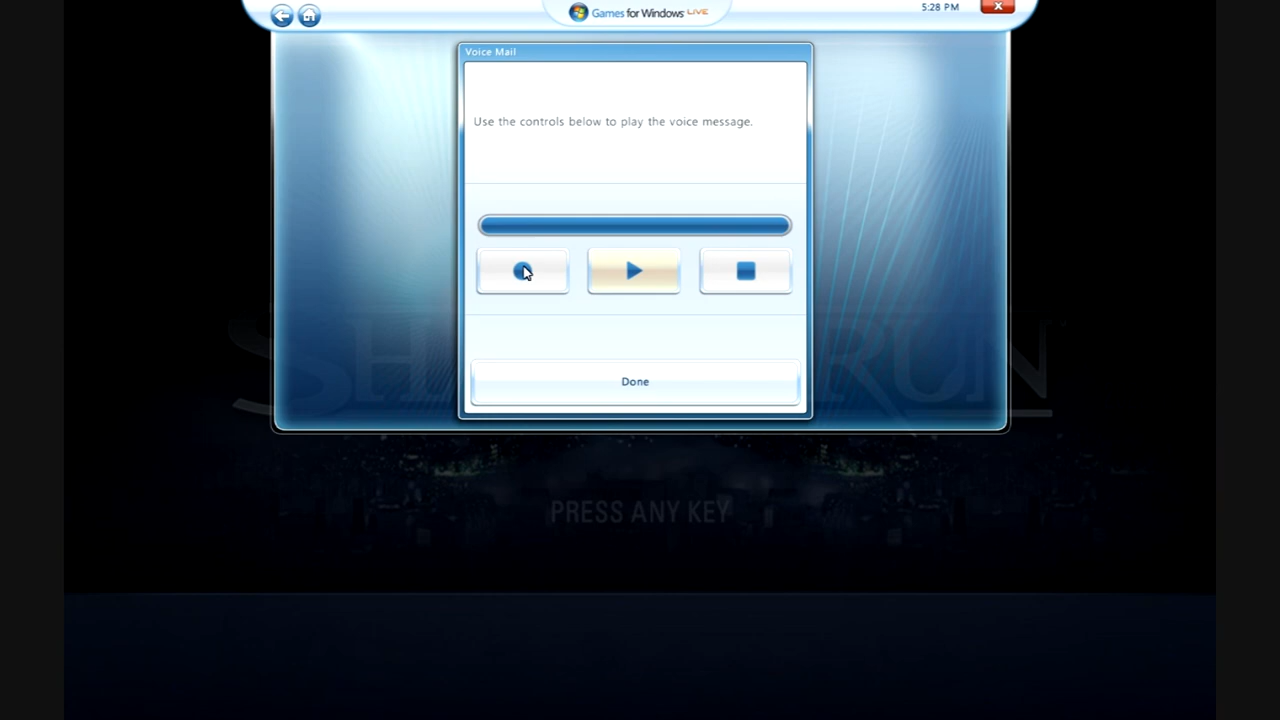 Games for Windows LIVE
5:28 PM
Voice Mail
Use the controls below to play the voice message.
Done
PRESS ANY KEY